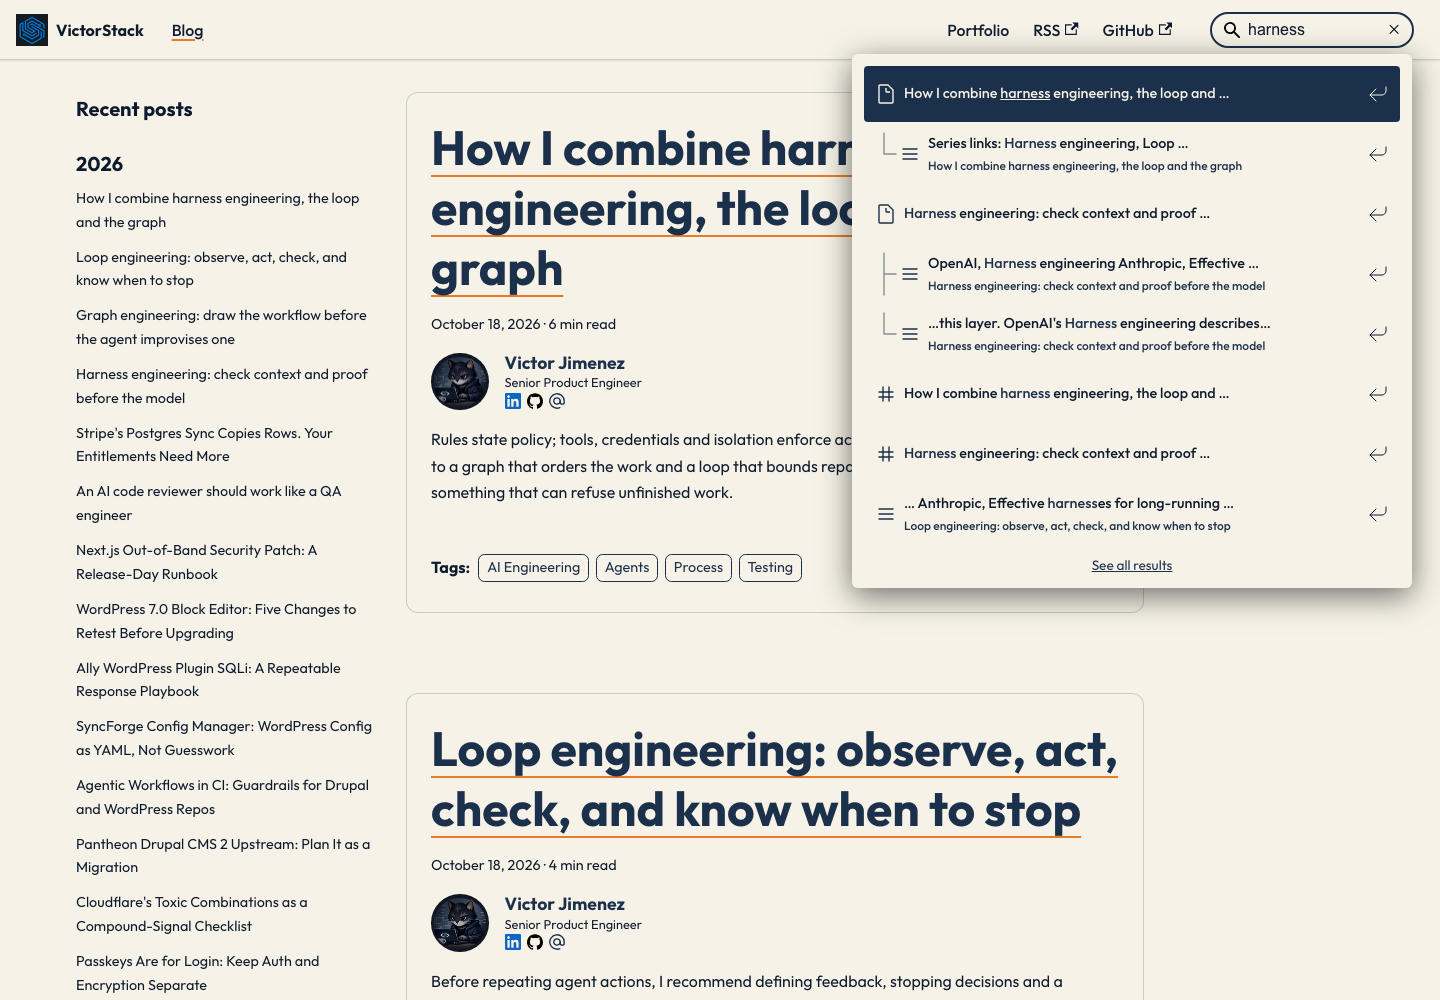 VictorStack
Blog
Portfolio
RSS
GitHub
harness
Recent posts
2026
How I combine harness engineering, the loop
and the graph
Loop engineering: observe, act, check, and
know when to stop
Graph engineering: draw the workflow before
the agent improvises one
Harness engineering: check context and proof
before the model
Stripe's Postgres Sync Copies Rows. Your
Entitlements Need More
An AI code reviewer should work like a QA
engineer
Next.js Out-of-Band Security Patch: A
Release-Day Runbook
WordPress 7.0 Block Editor: Five Changes to
Retest Before Upgrading
Ally WordPress Plugin SQLi: A Repeatable
Response Playbook
SyncForge Config Manager: WordPress Config
as YAML, Not Guesswork
Agentic Workflows in CI: Guardrails for Drupal
and WordPress Repos
Pantheon Drupal CMS 2 Upstream: Plan It as a
Migration
Cloudflare's Toxic Combinations as a
Compound-Signal Checklist
Passkeys Are for Login: Keep Auth and
Encryption Separate
How I combine
engineering, the
graph
October 18, 2026 · 6 min read
Victor Jimenez
Senior Product Engineer
Rules state policy; tools, credentials and isolation enforce
to a graph that orders the work and a loop that bounds
something that can refuse unfinished work.
Tags: AI Engineering Agents Process Testing
Loop engineering: observe, act,
check, and know when to stop
October 18, 2026 · 4 min read
Victor Jimenez
Senior Product Engineer
Before repeating agent actions, I recommend defining feedback, stopping decisions and a
How I combine harness engineering, the loop and …
Series links: Harness engineering, Loop …
How I combine harness engineering, the loop and the graph
Harness engineering: check context and proof …
OpenAI, Harness engineering Anthropic, Effective …
Harness engineering: check context and proof before the model
…this layer. OpenAI's Harness engineering describes…
Harness engineering: check context and proof before the model
How I combine harness engineering, the loop and …
Harness engineering: check context and proof …
… Anthropic, Effective harnesses for long-running …
Loop engineering: observe, act, check, and know when to stop
See all results